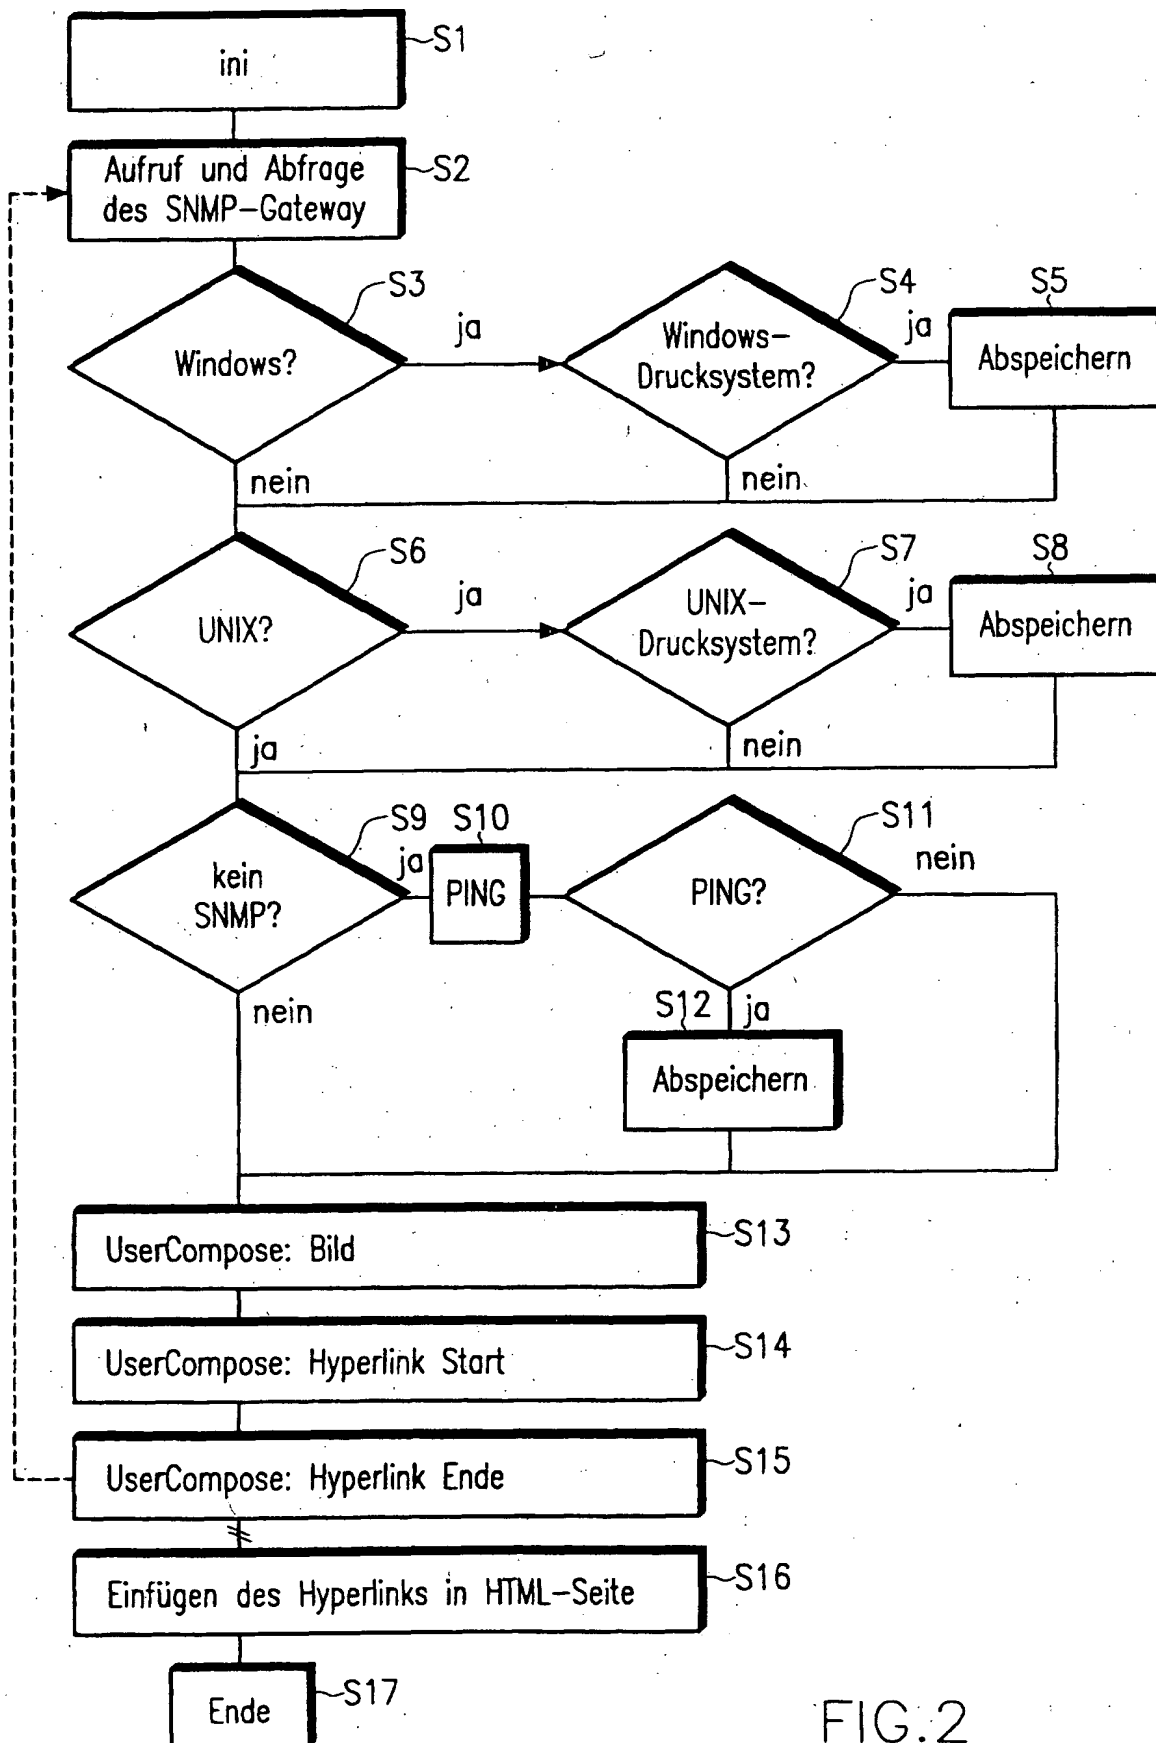 ini
S1
Aufruf und Abfrage
des SNMP-Gateway
S2
Windows?
S3
ja
nein
Windows-
Drucksystem?
S4
ja
nein
S5
Abspeichern
UNIX?
S6
ja
ja
UNIX-
Drucksystem?
S7
ja
nein
S8
Abspeichern
kein
SNMP?
S9
ja
nein
S10
PING
PING?
S11
nein
ja
S12
Abspeichern
UserCompose: Bild
S13
UserCompose: Hyperlink Start
S14
UserCompose: Hyperlink Ende
S15
Einfügen des Hyperlinks in HTML-Seite
S16
Ende
S17
FIG.2